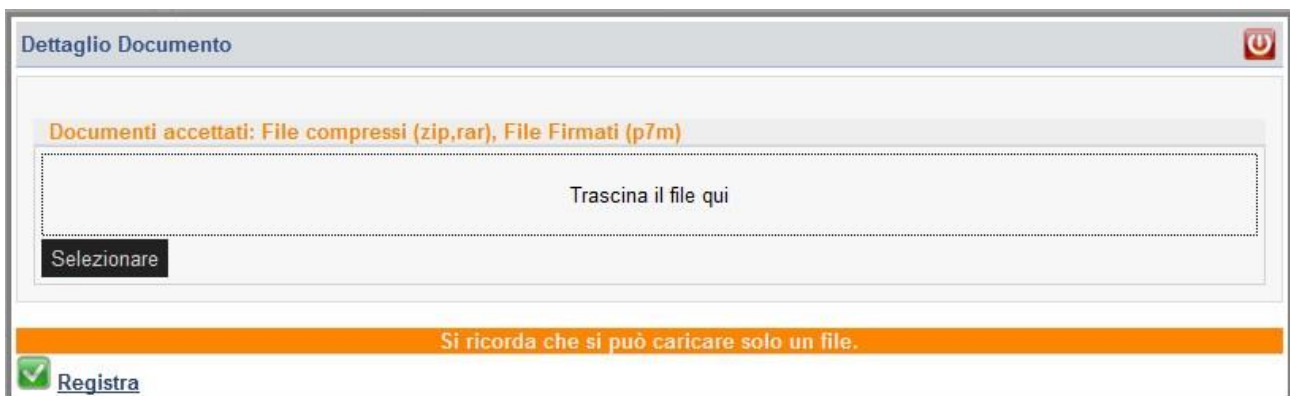 Dettaglio Documento
Documenti accettati: File compressi (zip,rar), File Firmati (p7m)
Trascina il file qui
Selezionare
Si ricorda che si può caricare solo un file.
Registra